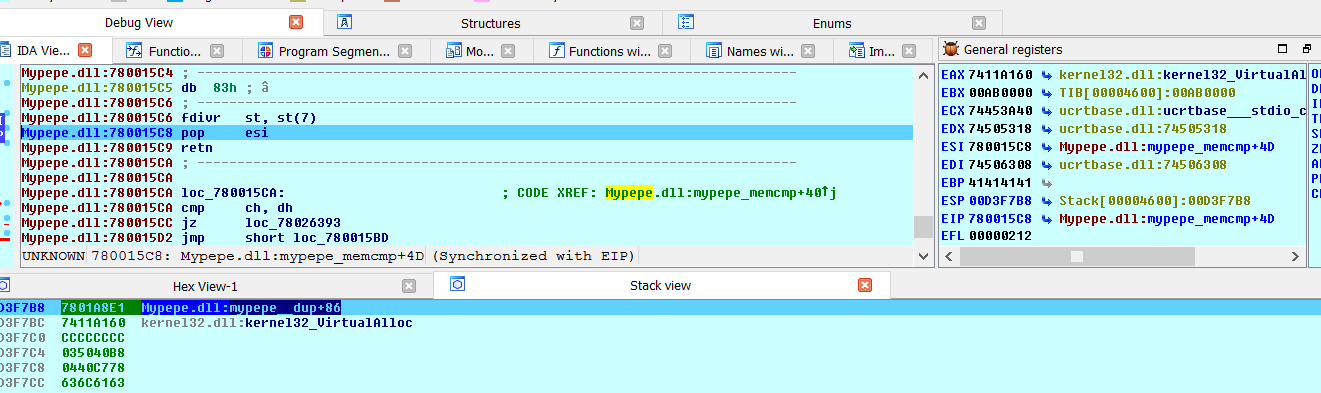 Debug View Structures Enums
IDA Vie... Functio... Program Segmen... Mo... Functions wi... Names wi... Im... General registers
Mypepe.dll:780015C4 ; ---------------------------------------------------------------------------
Mypepe.dll:780015C5 db 83h ; â
Mypepe.dll:780015C6 ; ---------------------------------------------------------------------------
Mypepe.dll:780015C6 fdivr st, st(7)
Mypepe.dll:780015C8 pop esi
Mypepe.dll:780015C9 retn
Mypepe.dll:780015CA ; ---------------------------------------------------------------------------
Mypepe.dll:780015CA
Mypepe.dll:780015CA loc_780015CA: ; CODE XREF: Mypepe.dll:mypepe_memcmp+40↑j
Mypepe.dll:780015CA cmp ch, dh
Mypepe.dll:780015CC jz loc_78026393
Mypepe.dll:780015D2 jmp short loc_780015BD
UNKNOWN 780015C8: Mypepe.dll:mypepe_memcmp+4D (Synchronized with EIP)
EAX 7411A160 kernel32.dll:kernel32_VirtualAl
EBX 00AB0000 TIB[00004600]:00AB0000
ECX 74453A40 ucrtbase.dll:ucrtbase___stdio_c
EDX 74505318 ucrtbase.dll:74505318
ESI 780015C8 Mypepe.dll:mypepe_memcmp+4D
EDI 74506308 ucrtbase.dll:74506308
EBP 41414141
ESP 00D3F7B8 Stack[00004600]:00D3F7B8
EIP 780015C8 Mypepe.dll:mypepe_memcmp+4D
EFL 00000212
Hex View-1 Stack view
D3F7B8 7801A8E1 Mypepe.dll:mypepe__dup+86
D3F7BC 7411A160 kernel32.dll:kernel32_VirtualAlloc
D3F7C0 CCCCCCCC
D3F7C4 035040B8
D3F7C8 0440C778
D3F7CC 636C6163